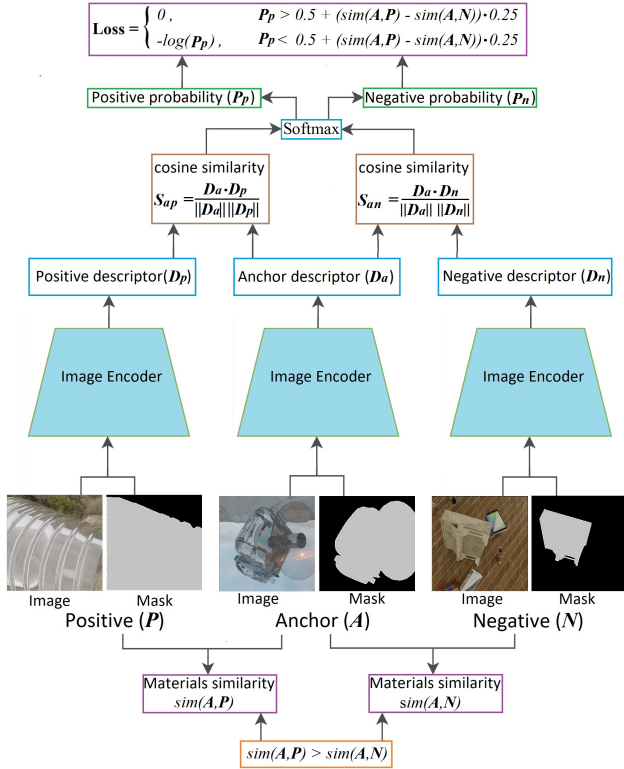 Loss = { 0 , Pp > 0.5 + (sim(A,P) - sim(A,N))·0.25
-log(Pp) , Pp < 0.5 + (sim(A,P) - sim(A,N))·0.25
Positive probability (Pp) Negative probability (Pn)
Softmax
cosine similarity cosine similarity
Sap = Da·Dp / ||Da|| ||Dp|| San = Da·Dn / ||Da|| ||Dn||
Positive descriptor(Dp) Anchor descriptor (Da) Negative descriptor (Dn)
Image Encoder Image Encoder Image Encoder
Image Mask Image Mask Image Mask
Positive (P) Anchor (A) Negative (N)
Materials similarity Materials similarity
sim(A,P) sim(A,N)
sim(A,P) > sim(A,N)